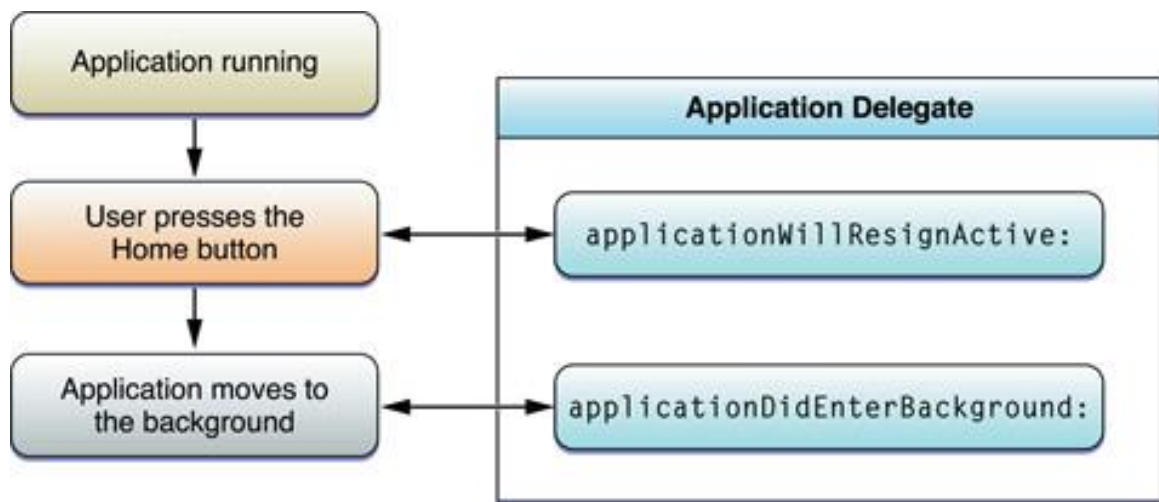 Application running
Application Delegate
User presses the
Home button
applicationWillResignActive:
Application moves to
the background
applicationDidEnterBackground: